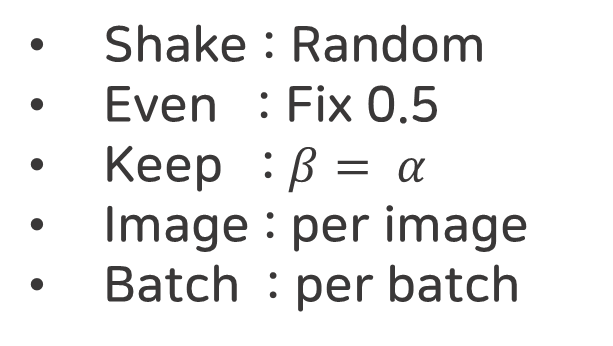 • Shake : Random
• Even : Fix 0.5
• Keep : β = α
• Image : per image
• Batch : per batch